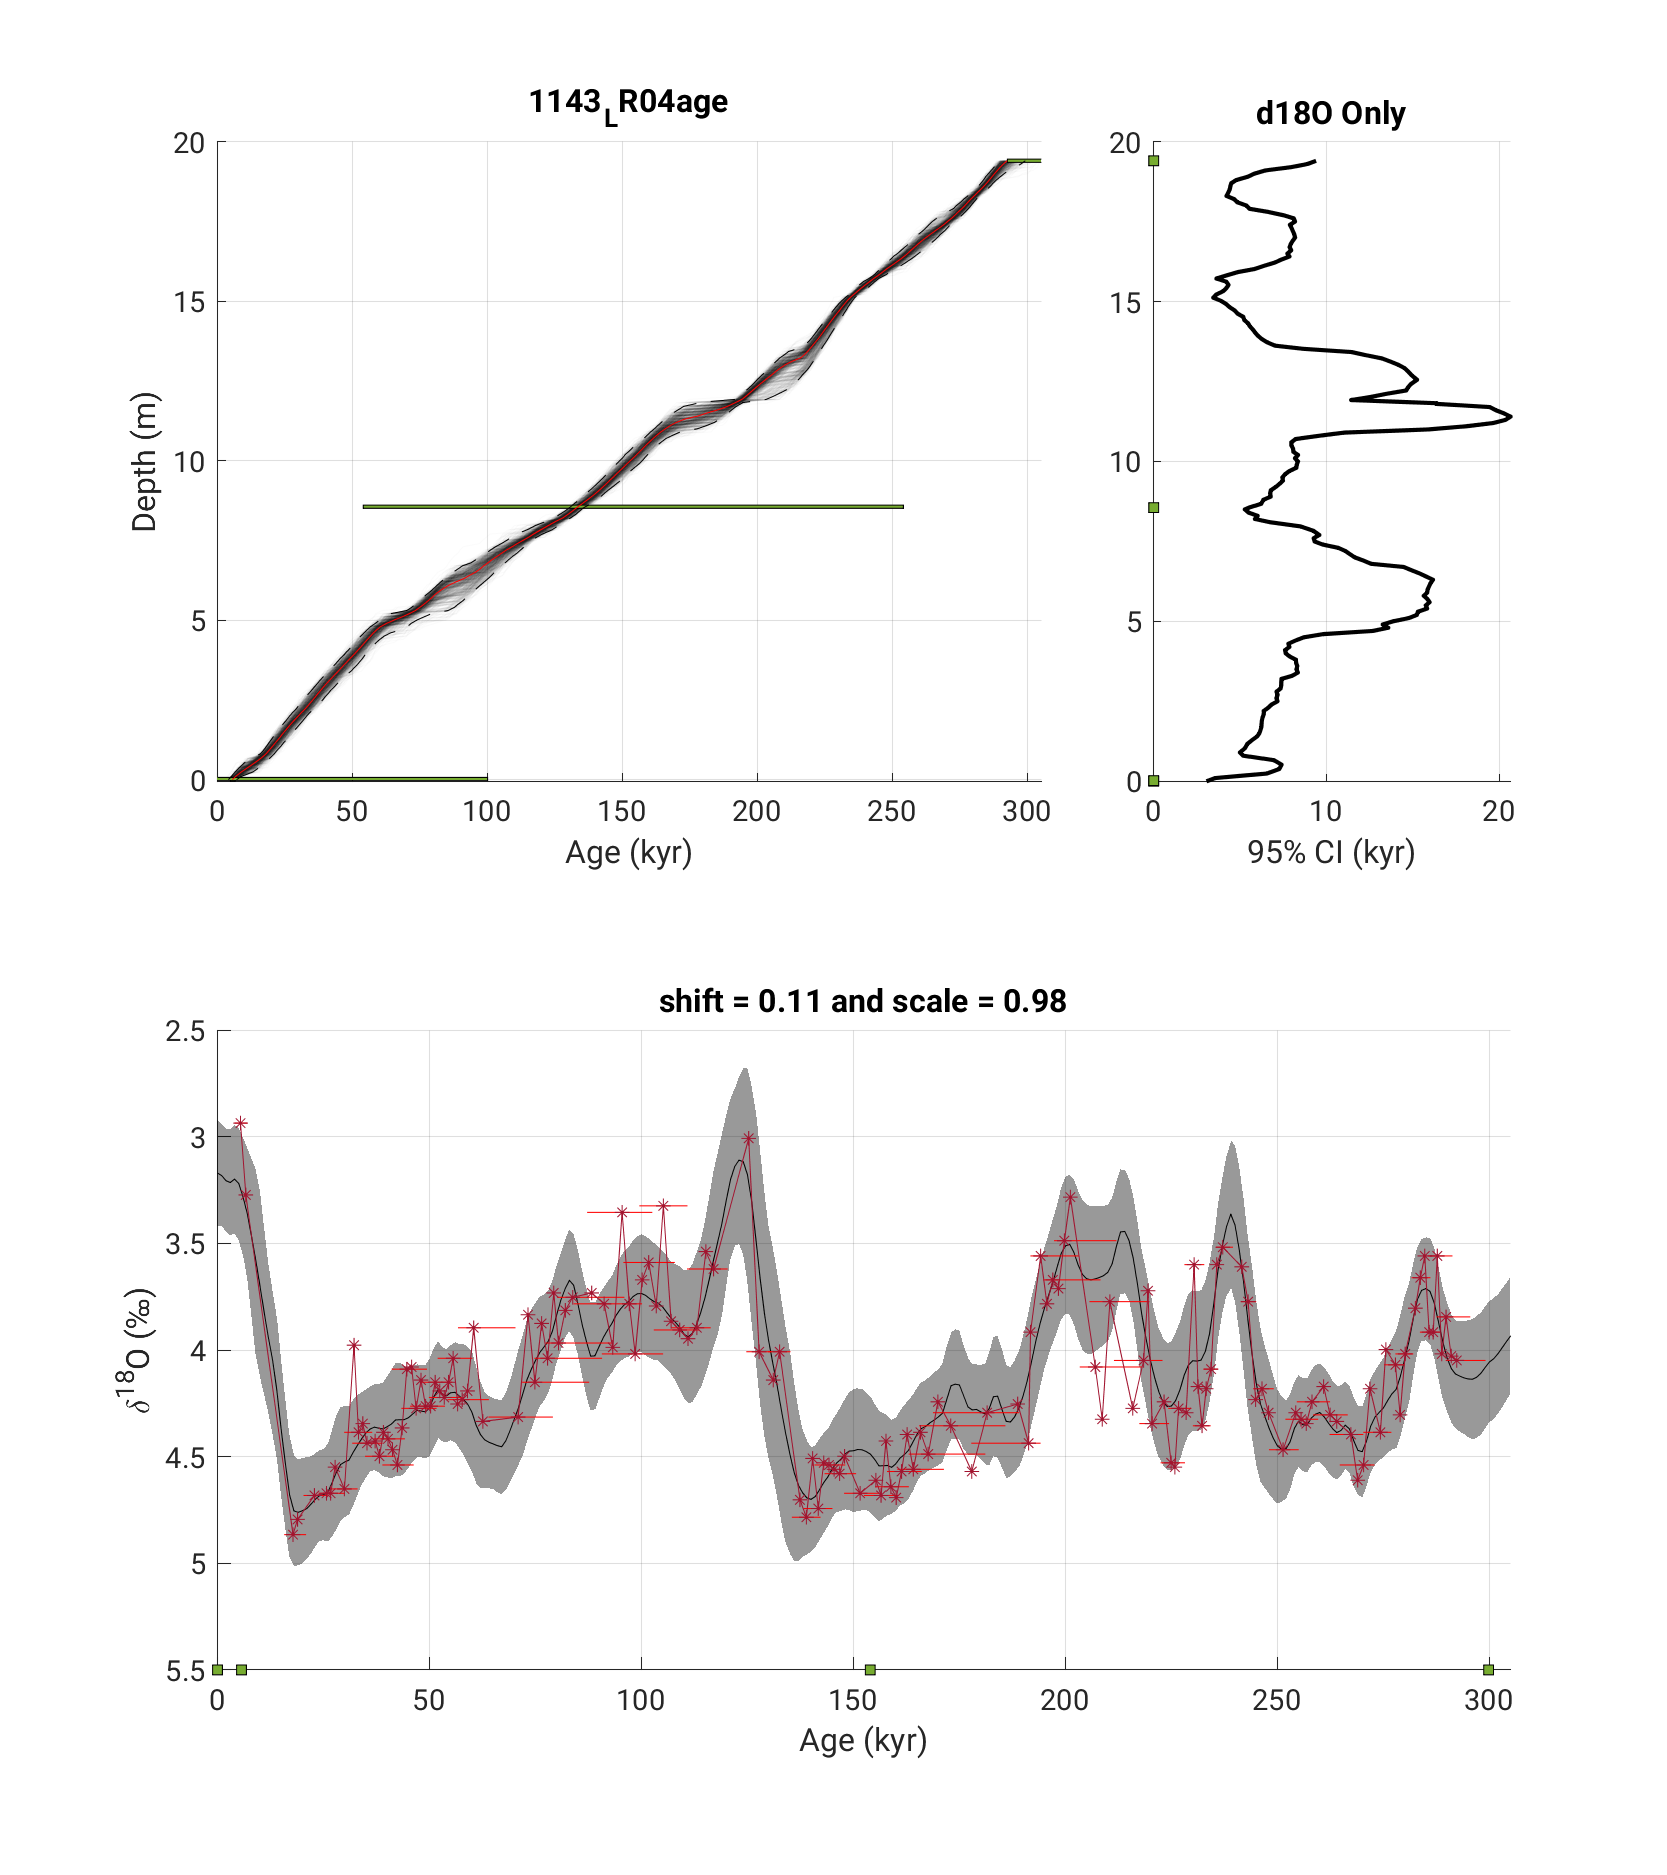 1143LR04age
d18O Only
20
15
10
5
0
Depth (m)
0 50 100 150 200 250 300
Age (kyr)
20
15
10
5
0
0 10 20
95% CI (kyr)
shift = 0.11 and scale = 0.98
2.5
3
3.5
4
4.5
5
5.5
δ18O (‰)
0 50 100 150 200 250 300
Age (kyr)